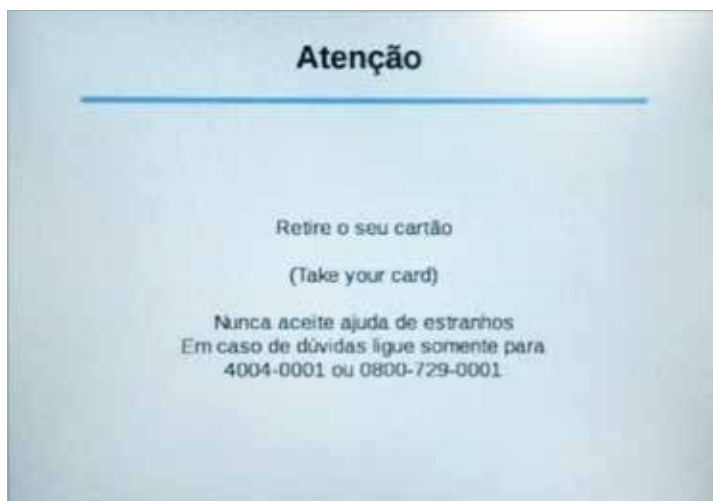 Atenção
Retire o seu cartão
(Take your card)
Nunca aceite ajuda de estranhos
Em caso de dúvidas ligue somente para
4004-0001 ou 0800-729-0001